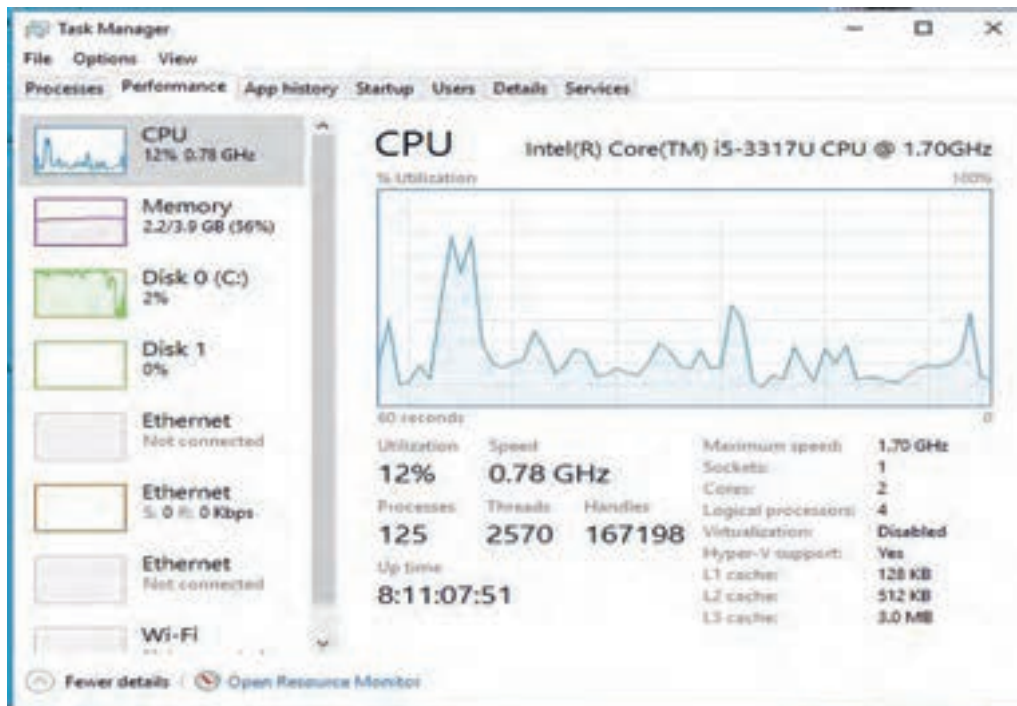 Task Manager
File Options View
Processes Performance App history Startup Users Details Services
CPU
12% 0.78 GHz
Memory
2.2/3.9 GB (56%)
Disk 0 (C:)
2%
Disk 1
0%
Ethernet
Not connected
Ethernet
S: 0 R: 0 Kbps
Ethernet
Not connected
Wi-Fi
CPU Intel(R) Core(TM) i5-3317U CPU @ 1.70GHz
% Utilization 100%
60 seconds 0
Utilization Speed
12% 0.78 GHz
Processes Threads Handles
125 2570 167198
Up time
8:11:07:51
Maximum speed: 1.70 GHz
Sockets: 1
Cores: 2
Logical processors: 4
Virtualization: Disabled
Hyper-V support: Yes
L1 cache: 128 KB
L2 cache: 512 KB
L3 cache: 3.0 MB
Fewer details Open Resource Monitor